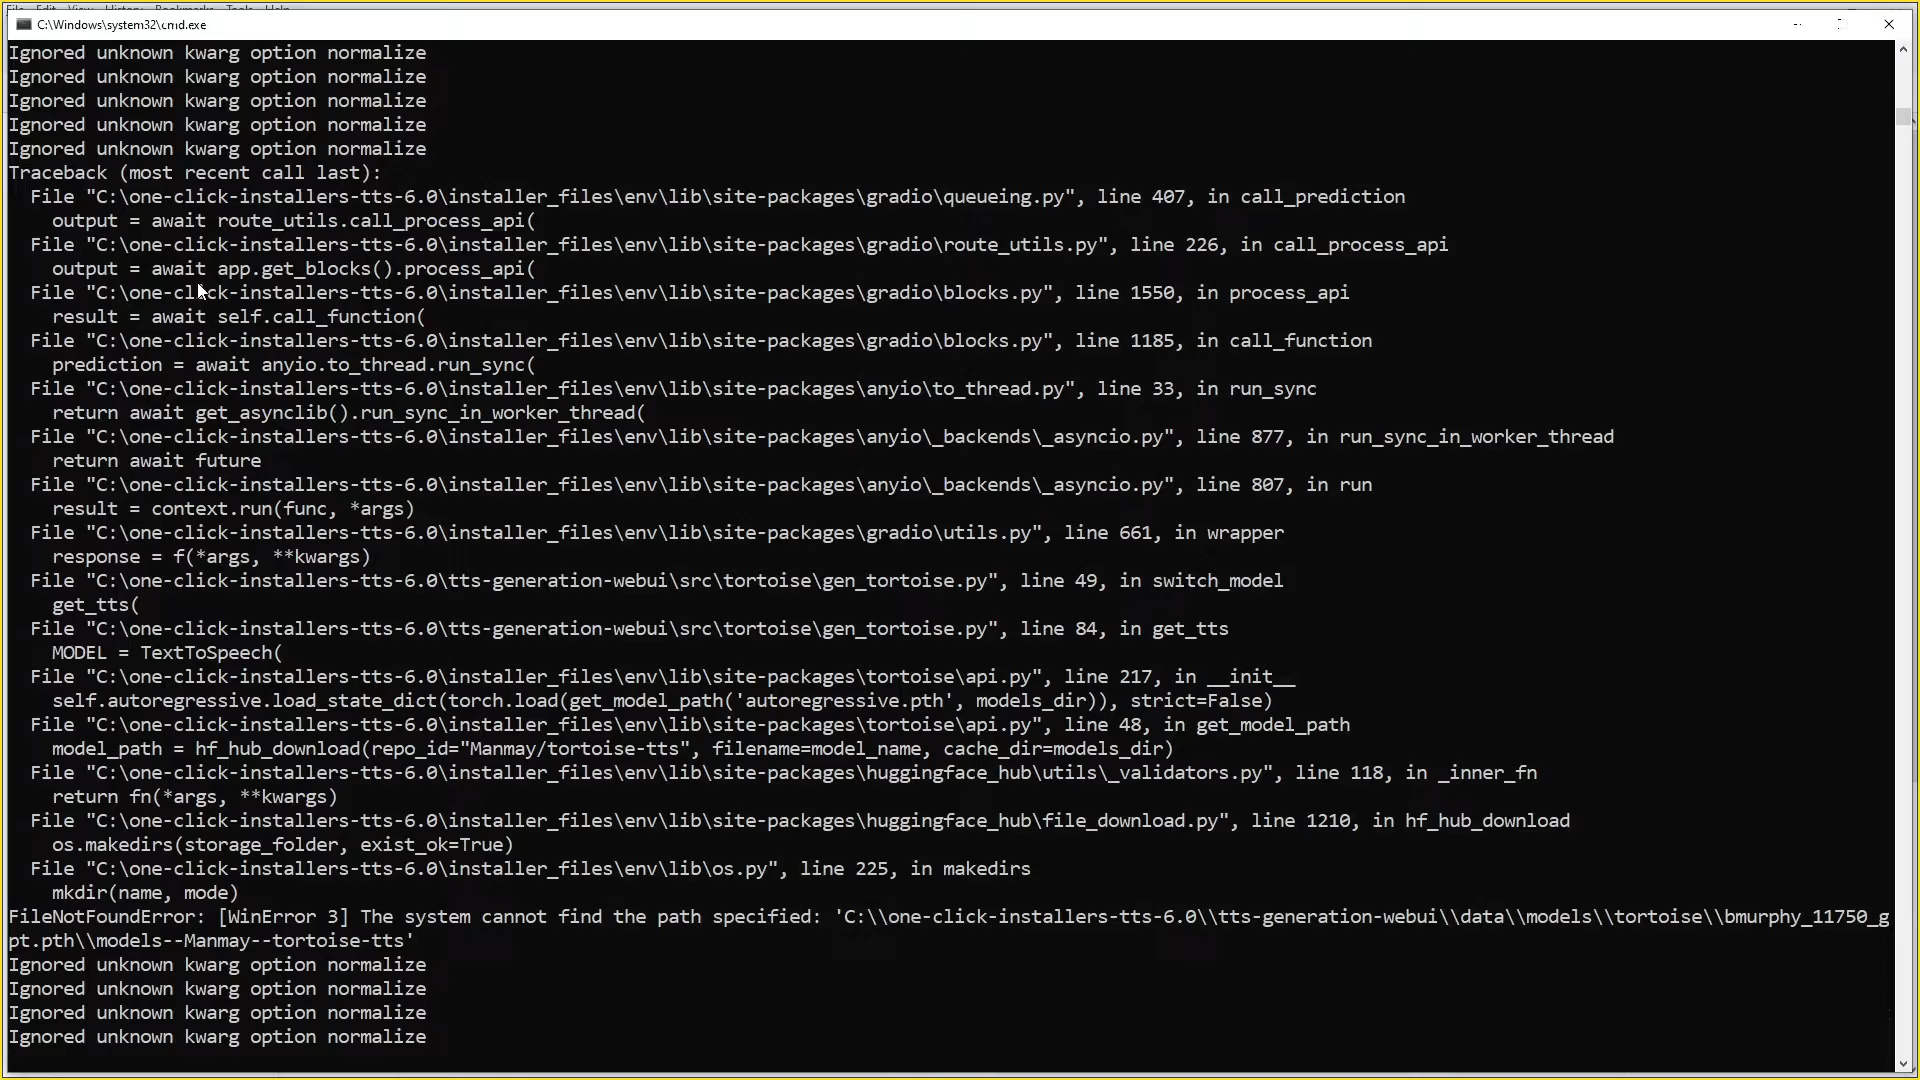 File Edit View History Bookmarks Tools Help
C:\Windows\system32\cmd.exe
Ignored unknown kwarg option normalize
Ignored unknown kwarg option normalize
Ignored unknown kwarg option normalize
Ignored unknown kwarg option normalize
Ignored unknown kwarg option normalize
Traceback (most recent call last):
  File "C:\one-click-installers-tts-6.0\installer_files\env\lib\site-packages\gradio\queueing.py", line 407, in call_prediction
    output = await route_utils.call_process_api(
  File "C:\one-click-installers-tts-6.0\installer_files\env\lib\site-packages\gradio\route_utils.py", line 226, in call_process_api
    output = await app.get_blocks().process_api(
  File "C:\one-click-installers-tts-6.0\installer_files\env\lib\site-packages\gradio\blocks.py", line 1550, in process_api
    result = await self.call_function(
  File "C:\one-click-installers-tts-6.0\installer_files\env\lib\site-packages\gradio\blocks.py", line 1185, in call_function
    prediction = await anyio.to_thread.run_sync(
  File "C:\one-click-installers-tts-6.0\installer_files\env\lib\site-packages\anyio\to_thread.py", line 33, in run_sync
    return await get_asynclib().run_sync_in_worker_thread(
  File "C:\one-click-installers-tts-6.0\installer_files\env\lib\site-packages\anyio\_backends\_asyncio.py", line 877, in run_sync_in_worker_thread
    return await future
  File "C:\one-click-installers-tts-6.0\installer_files\env\lib\site-packages\anyio\_backends\_asyncio.py", line 807, in run
    result = context.run(func, *args)
  File "C:\one-click-installers-tts-6.0\installer_files\env\lib\site-packages\gradio\utils.py", line 661, in wrapper
    response = f(*args, **kwargs)
  File "C:\one-click-installers-tts-6.0\tts-generation-webui\src\tortoise\gen_tortoise.py", line 49, in switch_model
    get_tts(
  File "C:\one-click-installers-tts-6.0\tts-generation-webui\src\tortoise\gen_tortoise.py", line 84, in get_tts
    MODEL = TextToSpeech(
  File "C:\one-click-installers-tts-6.0\installer_files\env\lib\site-packages\tortoise\api.py", line 217, in __init__
    self.autoregressive.load_state_dict(torch.load(get_model_path('autoregressive.pth', models_dir)), strict=False)
  File "C:\one-click-installers-tts-6.0\installer_files\env\lib\site-packages\tortoise\api.py", line 48, in get_model_path
    model_path = hf_hub_download(repo_id="Manmay/tortoise-tts", filename=model_name, cache_dir=models_dir)
  File "C:\one-click-installers-tts-6.0\installer_files\env\lib\site-packages\huggingface_hub\utils\_validators.py", line 118, in _inner_fn
    return fn(*args, **kwargs)
  File "C:\one-click-installers-tts-6.0\installer_files\env\lib\site-packages\huggingface_hub\file_download.py", line 1210, in hf_hub_download
    os.makedirs(storage_folder, exist_ok=True)
  File "C:\one-click-installers-tts-6.0\installer_files\env\lib\os.py", line 225, in makedirs
    mkdir(name, mode)
FileNotFoundError: [WinError 3] The system cannot find the path specified: 'C:\\one-click-installers-tts-6.0\\tts-generation-webui\\data\\models\\tortoise\\bmurphy_11750_g
pt.pth\\models--Manmay--tortoise-tts'
Ignored unknown kwarg option normalize
Ignored unknown kwarg option normalize
Ignored unknown kwarg option normalize
Ignored unknown kwarg option normalize